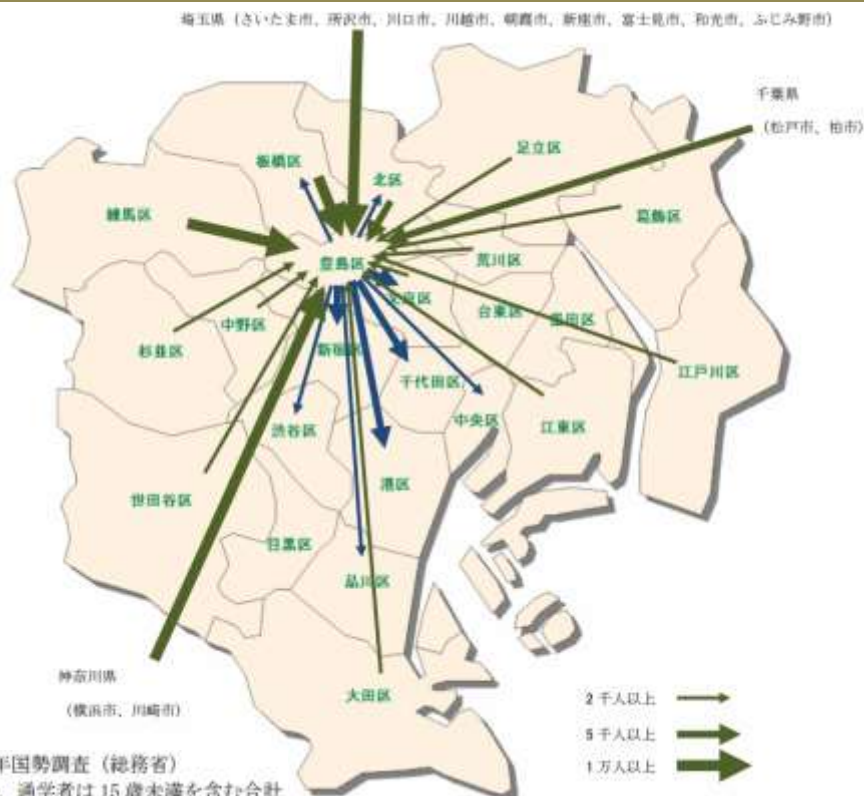 埼玉県（さいたま市、所沢市、川口市、川越市、朝霞市、新座市、富士見市、和光市、ふじみ野市）
千葉県
（松戸市、柏市）
足立区
板橋区
北区
練馬区
葛飾区
豊島区
荒川区
文京区
台東区
墨田区
中野区
杉並区
新宿区
千代田区
江戸川区
中央区
江東区
渋谷区
港区
世田谷区
目黒区
品川区
神奈川県
（横浜市、川崎市）
大田区
2千人以上
5千人以上
1万人以上
年国勢調査（総務省）
、通学者は15歳未満を含む合計